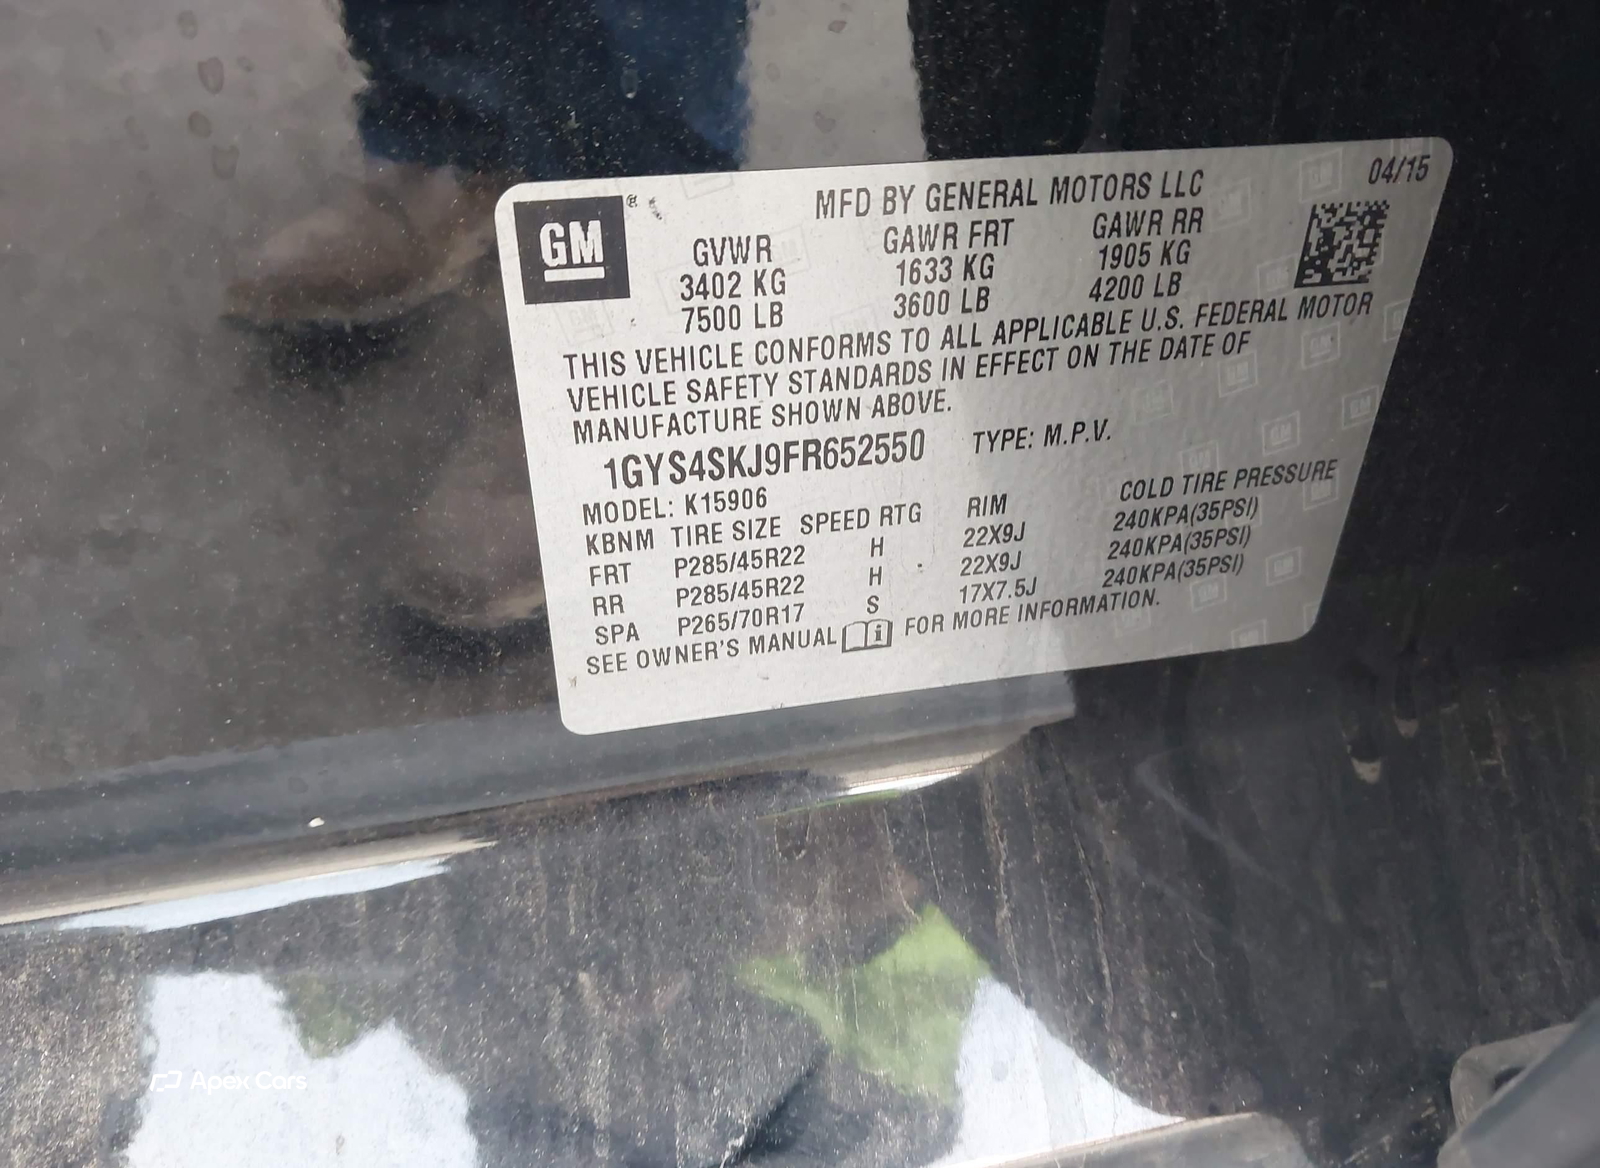 GM ®
MFD BY GENERAL MOTORS LLC 04/15
GVWR GAWR FRT GAWR RR
3402 KG 1633 KG 1905 KG
7500 LB 3600 LB 4200 LB
THIS VEHICLE CONFORMS TO ALL APPLICABLE U.S. FEDERAL MOTOR
VEHICLE SAFETY STANDARDS IN EFFECT ON THE DATE OF
MANUFACTURE SHOWN ABOVE.
1GYS4SKJ9FR652550 TYPE: M.P.V.
MODEL: K15906
KBNM TIRE SIZE SPEED RTG RIM COLD TIRE PRESSURE
FRT P285/45R22 H 22X9J 240KPA(35PSI)
RR P285/45R22 H 22X9J 240KPA(35PSI)
SPA P265/70R17 S 17X7.5J 240KPA(35PSI)
SEE OWNER'S MANUAL FOR MORE INFORMATION.
Apex Cars